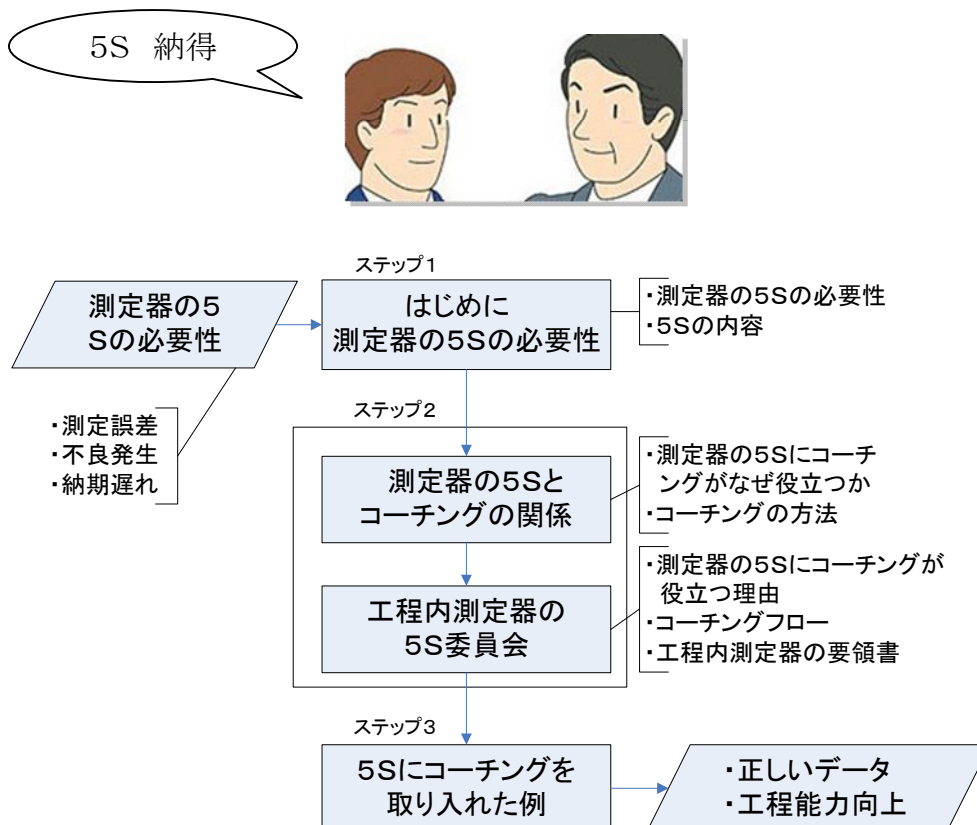 5S 納得
ステップ1
測定器の5
Sの必要性
はじめに
測定器の5Sの必要性
・測定器の5Sの必要性
・5Sの内容
・測定誤差
・不良発生
・納期遅れ
ステップ2
測定器の5Sと
コーチングの関係
・測定器の5Sにコーチ
ングがなぜ役立つか
・コーチングの方法
工程内測定器の
5S委員会
・測定器の5Sにコーチングが
役立つ理由
・コーチングフロー
・工程内測定器の要領書
ステップ3
5Sにコーチングを
取り入れた例
・正しいデータ
・工程能力向上